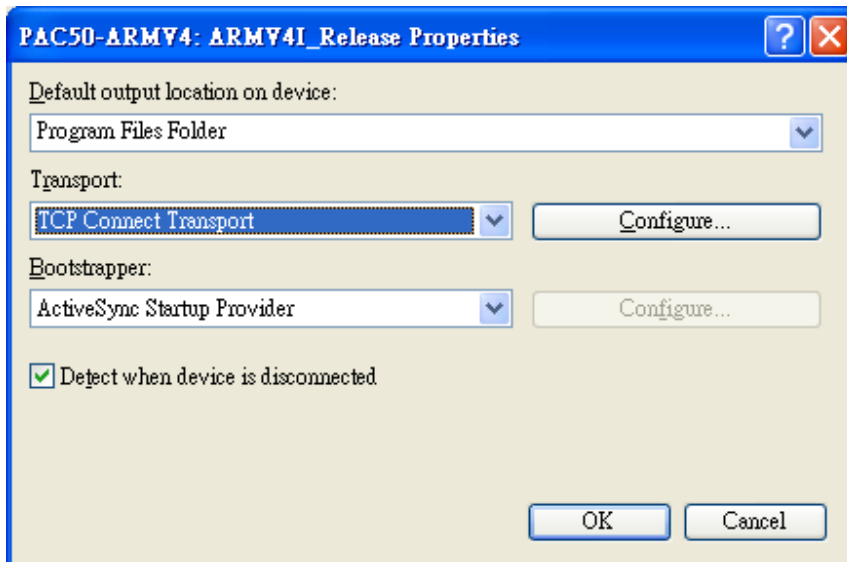 PAC50-ARMV4: ARMV4I_Release Properties
Default output location on device:
Program Files Folder
Transport:
TCP Connect Transport
Configure...
Bootstrapper:
ActiveSync Startup Provider
Configure...
Detect when device is disconnected
OK
Cancel